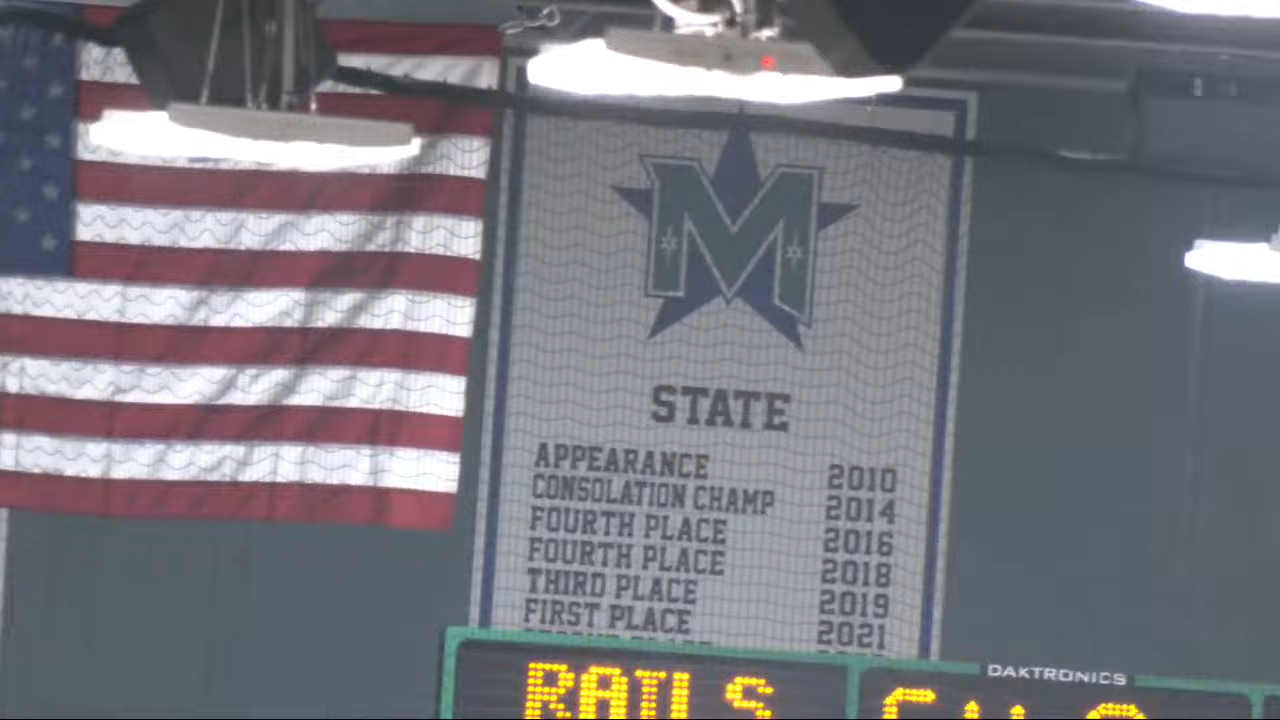 M
STATE
APPEARANCE 2010
CONSOLATION CHAMP 2014
FOURTH PLACE 2016
FOURTH PLACE 2018
THIRD PLACE 2019
FIRST PLACE 2021
DAKTRONICS
RAILS